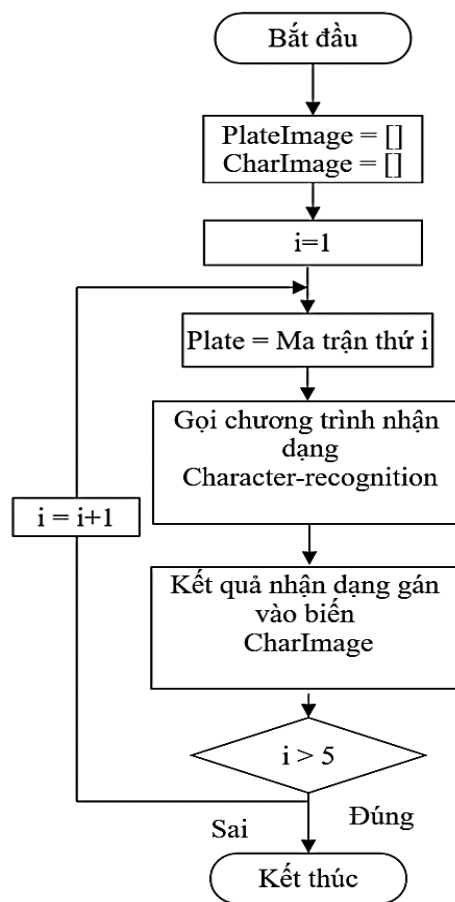 Bắt đầu
PlateImage = []
CharImage = []
i=1
Plate = Ma trận thứ i
Gọi chương trình nhận
dạng
Character-recognition
i = i+1
Kết quả nhận dạng gán
vào biến
CharImage
i > 5
Sai
Đúng
Kết thúc